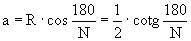 a = R · cos 180/N = 1/2 · cotg 180/N